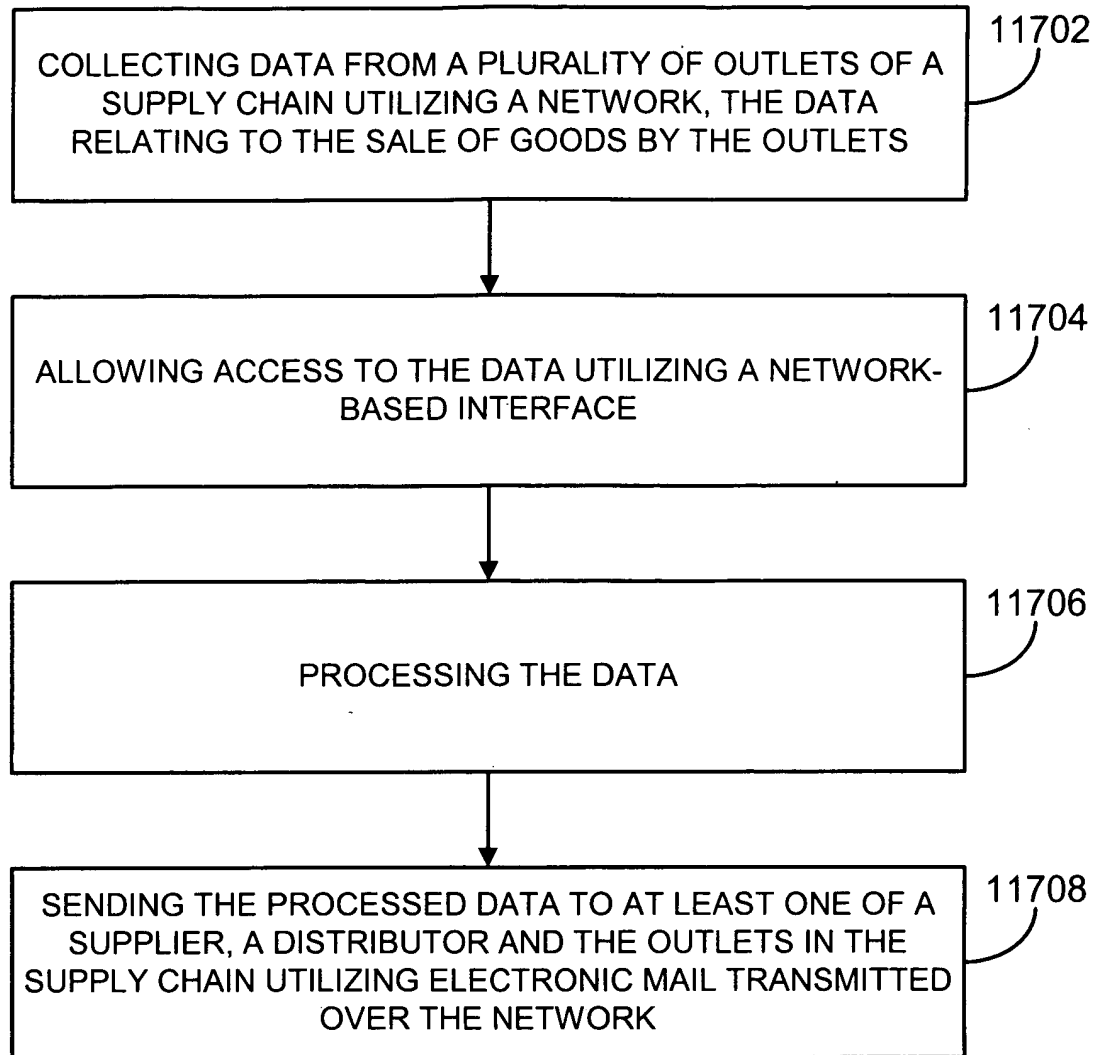 11702
COLLECTING DATA FROM A PLURALITY OF OUTLETS OF A
SUPPLY CHAIN UTILIZING A NETWORK, THE DATA
RELATING TO THE SALE OF GOODS BY THE OUTLETS
11704
ALLOWING ACCESS TO THE DATA UTILIZING A NETWORK-
BASED INTERFACE
11706
PROCESSING THE DATA
11708
SENDING THE PROCESSED DATA TO AT LEAST ONE OF A
SUPPLIER, A DISTRIBUTOR AND THE OUTLETS IN THE
SUPPLY CHAIN UTILIZING ELECTRONIC MAIL TRANSMITTED
OVER THE NETWORK